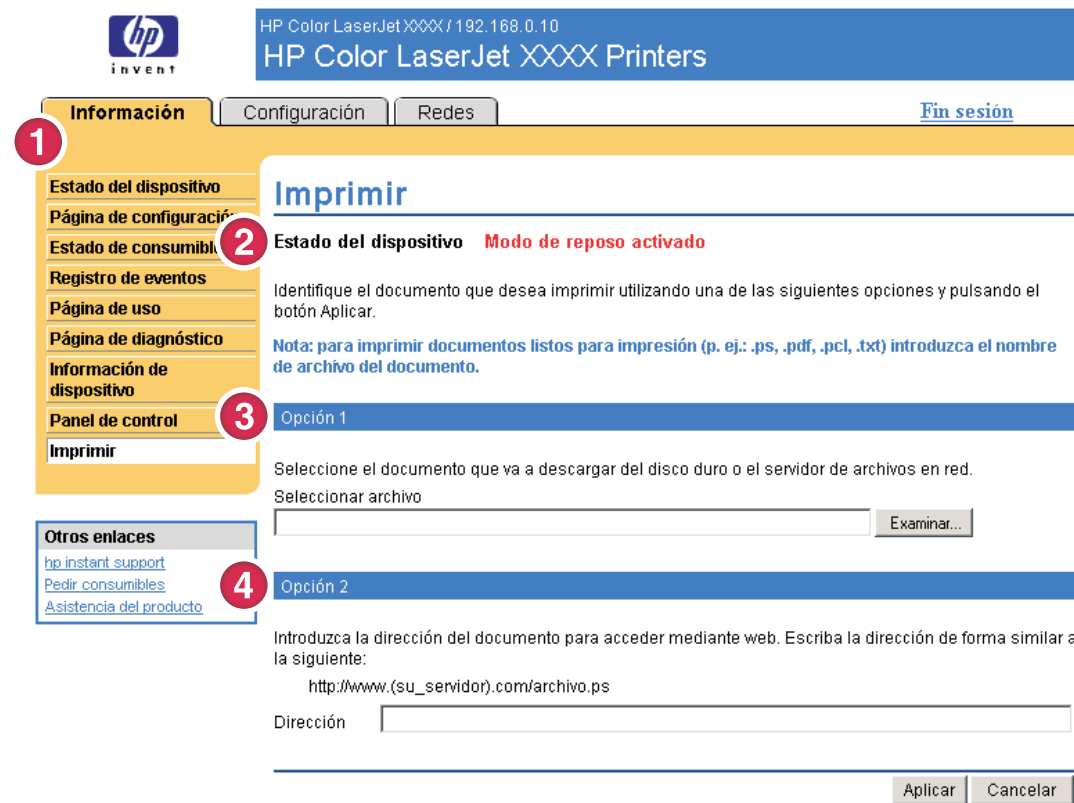 hp
invent
HP Color LaserJet XXXX / 192.168.0.10
HP Color LaserJet XXXX Printers
Información
Configuración
Redes
Fin sesión
1
Estado del dispositivo
Página de configuración
Estado de consumibl
Registro de eventos
Página de uso
Página de diagnóstico
Información de
dispositivo
Panel de control
Imprimir
Otros enlaces
hp instant support
Pedir consumibles
Asistencia del producto
Imprimir
2
Estado del dispositivo Modo de reposo activado
Identifique el documento que desea imprimir utilizando una de las siguientes opciones y pulsando el
botón Aplicar.
Nota: para imprimir documentos listos para impresión (p. ej.: .ps, .pdf, .pcl, .txt) introduzca el nombre
de archivo del documento.
3
Opción 1
Seleccione el documento que va a descargar del disco duro o el servidor de archivos en red.
Seleccionar archivo
Examinar...
4
Opción 2
Introduzca la dirección del documento para acceder mediante web. Escriba la dirección de forma similar a
la siguiente:
http://www.(su_servidor).com/archivo.ps
Dirección
Aplicar
Cancelar